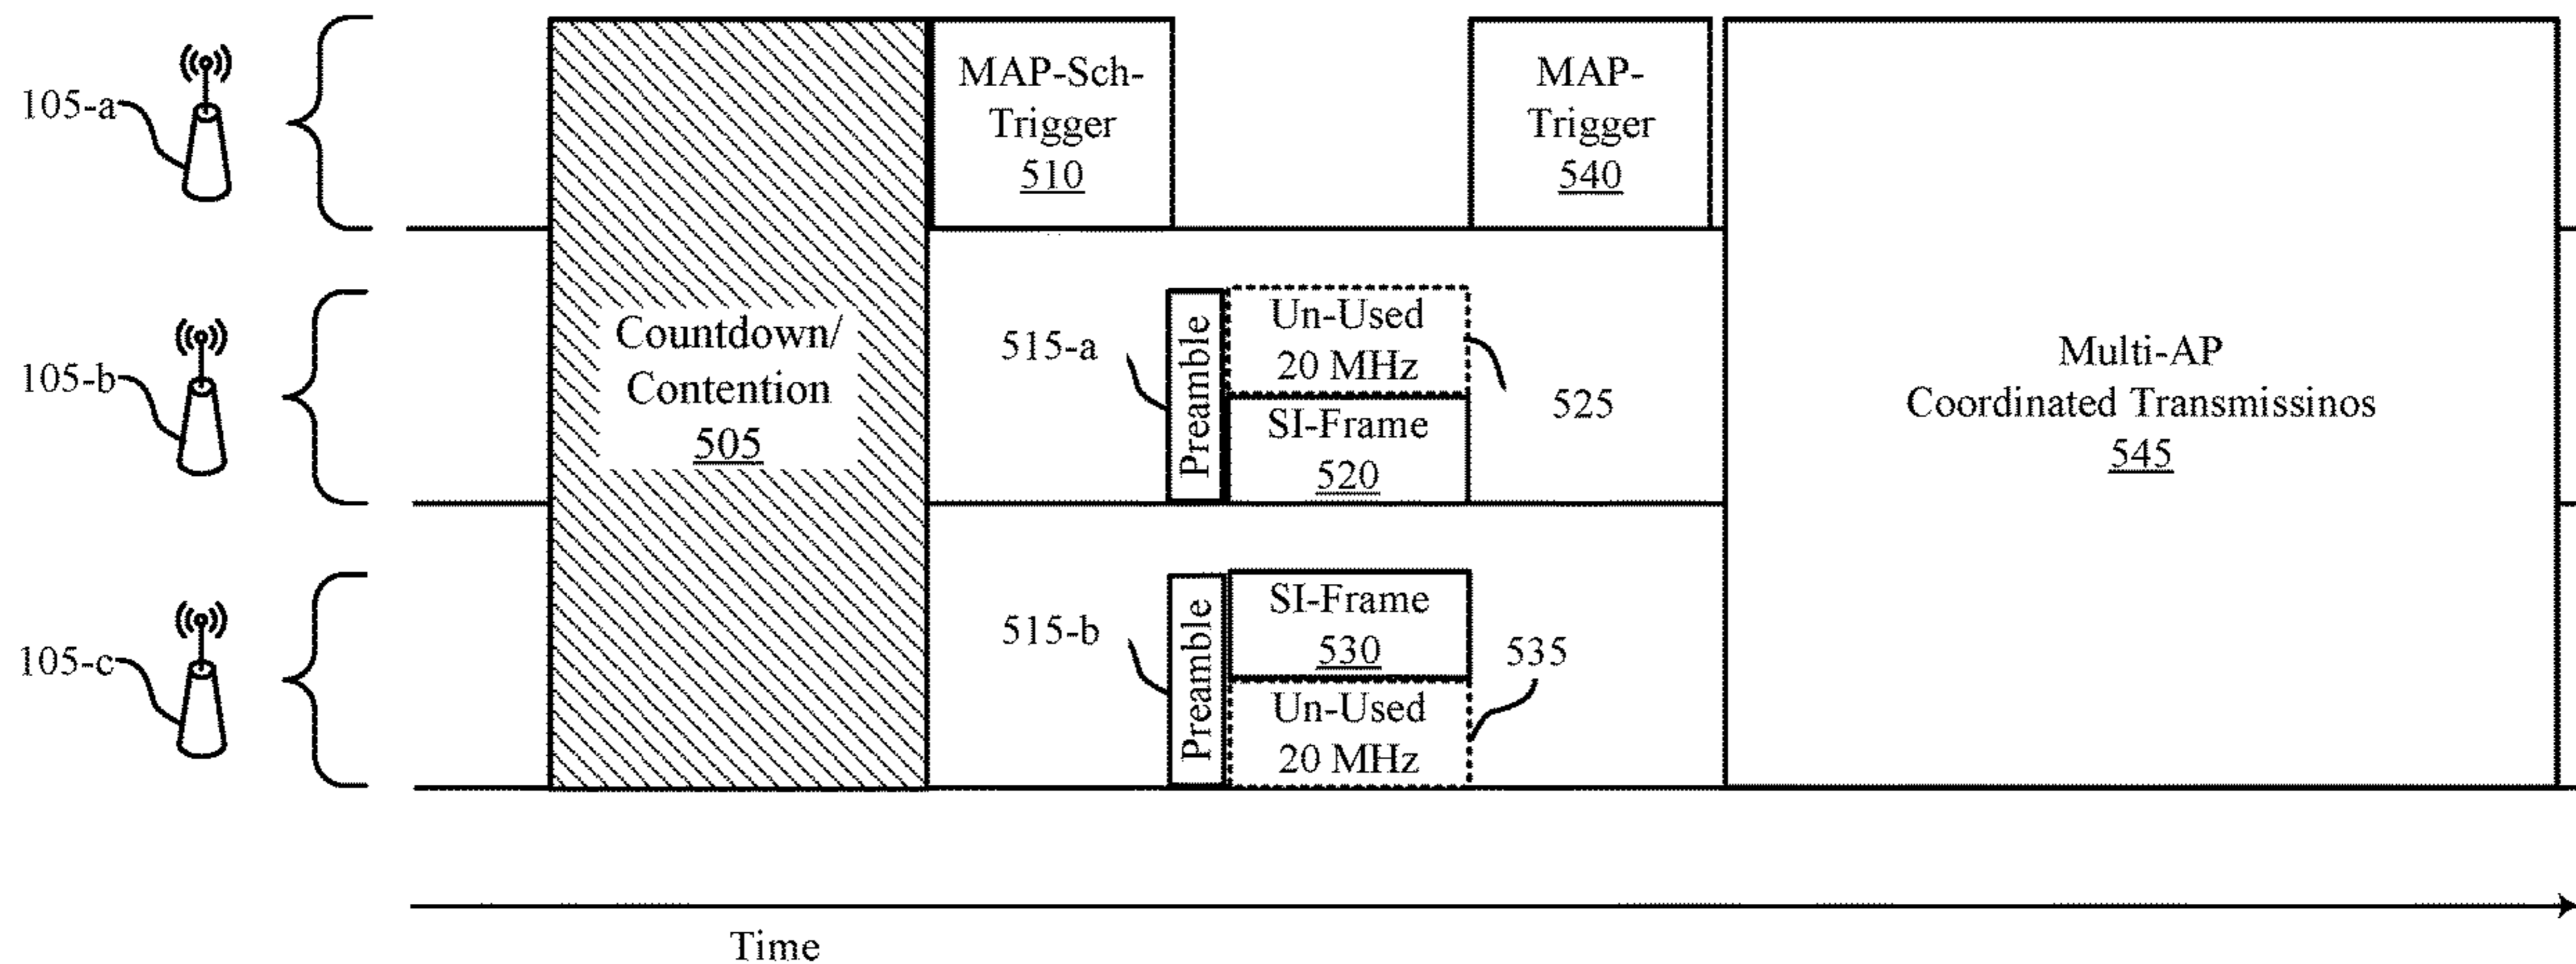 105-a
MAP-Sch-
Trigger
510
MAP-
Trigger
540
105-b
Countdown/
Contention
505
515-a
Preamble
Un-Used
20 MHz
SI-Frame
520
525
Multi-AP
Coordinated Transmissinos
545
105-c
515-b
Preamble
SI-Frame
530
Un-Used
20 MHz
535
Time